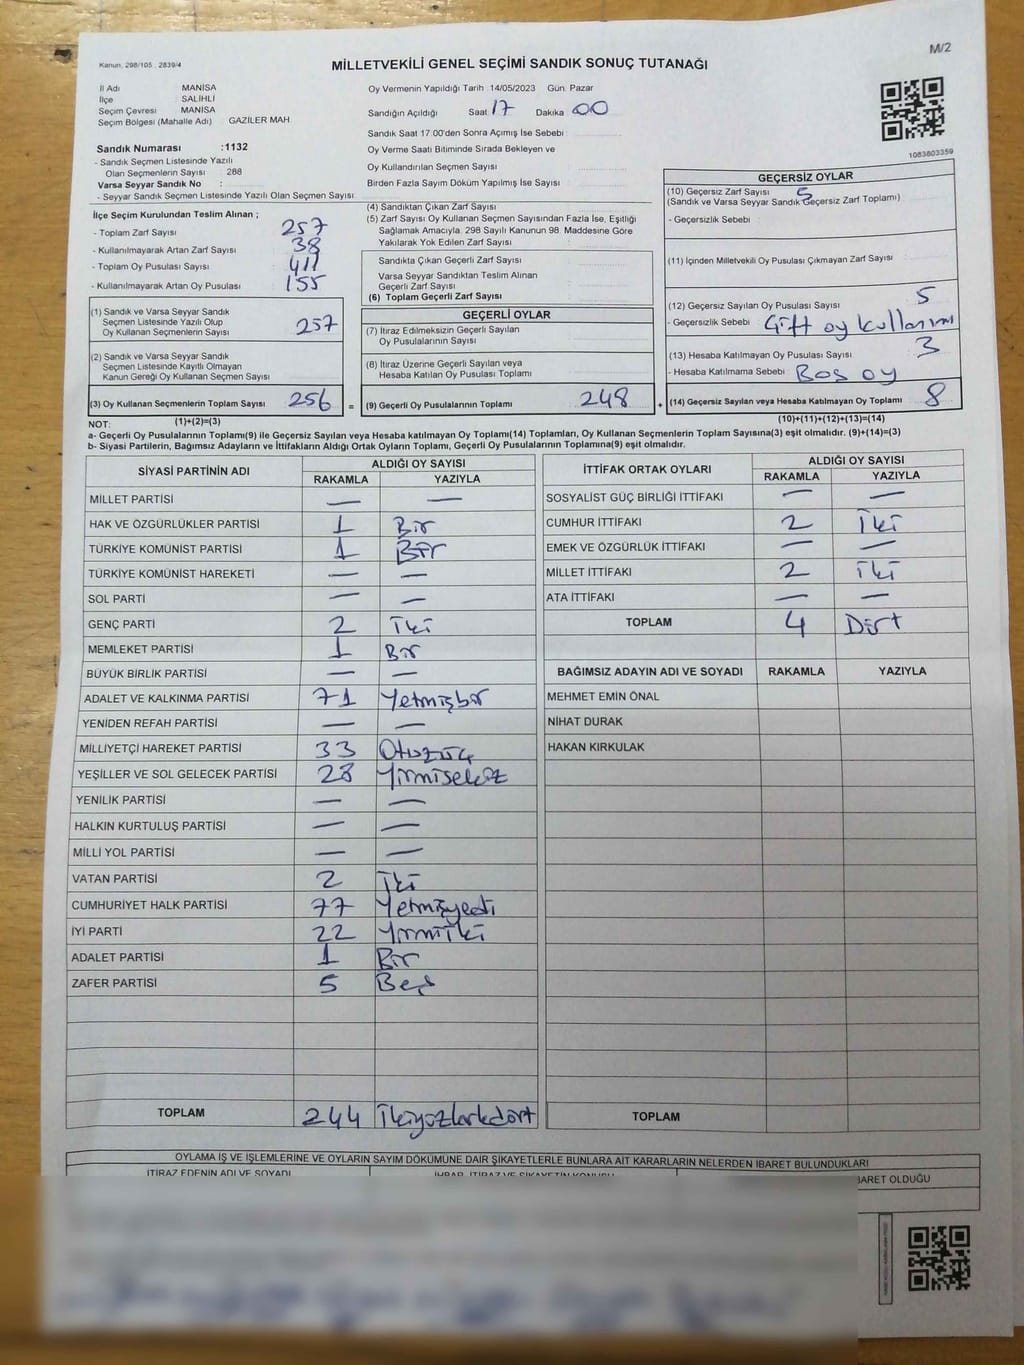 M/2
Kanun, 298/105 , 2839/4
MİLLETVEKİLİ GENEL SEÇİMİ SANDIK SONUÇ TUTANAĞI
İl Adı MANİSA
İlçe SALİHLİ
Seçim Çevresi MANİSA
Seçim Bölgesi (Mahalle Adı) GAZİLER MAH.
Sandık Numarası :1132
- Sandık Seçmen Listesinde Yazılı
Olan Seçmenlerin Sayısı 288
Varsa Seyyar Sandık No :
- Seyyar Sandık Seçmen Listesinde Yazılı Olan Seçmen Sayısı
Oy Vermenin Yapıldığı Tarih 14/05/2023 Gün. Pazar
Sandığın Açıldığı Saat 17 Dakika 00
Sandık Saat 17.00'den Sonra Açımış İse Sebebi
Oy Verme Saati Bitiminde Sırada Bekleyen ve
Oy Kullandırılan Seçmen Sayısı
Birden Fazla Sayım Döküm Yapılmış İse Sayısı
1083803359
İlçe Seçim Kurulundan Teslim Alınan ;
- Toplam Zarf Sayısı 257
- Kullanılmayarak Artan Zarf Sayısı 38
- Toplam Oy Pusulası Sayısı 411
- Kullanılmayarak Artan Oy Pusulası 155
(1) Sandık ve Varsa Seyyar Sandık
Seçmen Listesinde Yazılı Olup
Oy Kullanan Seçmenlerin Sayısı 257
(2) Sandık ve Varsa Seyyar Sandık
Seçmen Listesinde Kayıtlı Olmayan
Kanun Gereği Oy Kullanan Seçmen Sayısı
(3) Oy Kullanan Seçmenlerin Toplam Sayısı 256 =
(1)+(2)=(3)
(4) Sandıktan Çıkan Zarf Sayısı
(5) Zarf Sayısı Oy Kullanan Seçmen Sayısından Fazla İse, Eşitliği
Sağlamak Amacıyla, 298 Sayılı Kanunun 98. Maddesine Göre
Yakılarak Yok Edilen Zarf Sayısı
Sandıkta Çıkan Geçerli Zarf Sayısı
Varsa Seyyar Sandıktan Teslim Alınan
Geçerli Zarf Sayısı
(6) Toplam Geçerli Zarf Sayısı
GEÇERLİ OYLAR
(7) İtiraz Edilmeksizin Geçerli Sayılan
Oy Pusulalarının Sayısı
(8) İtiraz Üzerine Geçerli Sayılan veya
Hesaba Katılan Oy Pusulası Toplamı
(9) Geçerli Oy Pusulalarının Toplamı 248 +
GEÇERSİZ OYLAR
(10) Geçersiz Zarf Sayısı 5
(Sandık ve Varsa Seyyar Sandık Geçersiz Zarf Toplamı)
- Geçersizlik Sebebi
(11) İçinden Milletvekili Oy Pusulası Çıkmayan Zarf Sayısı
(12) Geçersiz Sayılan Oy Pusulası Sayısı 5
- Geçersizlik Sebebi Çift oy kullanımı
(13) Hesaba Katılmayan Oy Pusulası Sayısı 3
- Hesaba Katılmama Sebebi Boş oy
(14) Geçersiz Sayılan veya Hesaba Katılmayan Oy Toplamı 8
(10)+(11)+(12)+(13)=(14)
NOT:
a- Geçerli Oy Pusulalarının Toplamı(9) ile Geçersiz Sayılan veya Hesaba katılmayan Oy Toplamı(14) Toplamları, Oy Kullanan Seçmenlerin Toplam Sayısına(3) eşit olmalıdır. (9)+(14)=(3)
b- Siyasi Partilerin, Bağımsız Adayların ve İttifakların Aldığı Ortak Oyların Toplamı, Geçerli Oy Pusulalarının Toplamına(9) eşit olmalıdır.
SİYASİ PARTİNİN ADI ALDIĞI OY SAYISI
RAKAMLA YAZIYLA
MİLLET PARTİSİ — —
HAK VE ÖZGÜRLÜKLER PARTİSİ 1 Bir
TÜRKİYE KOMÜNİST PARTİSİ 1 Bir
TÜRKİYE KOMÜNİST HAREKETİ — —
SOL PARTİ — —
GENÇ PARTİ 2 İki
MEMLEKET PARTİSİ 1 Bir
BÜYÜK BİRLİK PARTİSİ — —
ADALET VE KALKINMA PARTİSİ 71 Yetmişbir
YENİDEN REFAH PARTİSİ — —
MİLLİYETÇİ HAREKET PARTİSİ 33 Otuzüç
YEŞİLLER VE SOL GELECEK PARTİSİ 28 Yirmisekiz
YENİLİK PARTİSİ — —
HALKIN KURTULUŞ PARTİSİ — —
MİLLİ YOL PARTİSİ — —
VATAN PARTİSİ 2 İki
CUMHURİYET HALK PARTİSİ 77 Yetmişyedi
İYİ PARTİ 22 Yirmiiki
ADALET PARTİSİ 1 Bir
ZAFER PARTİSİ 5 Beş
TOPLAM 244 İkiyüzkırkdört
İTTİFAK ORTAK OYLARI ALDIĞI OY SAYISI
RAKAMLA YAZIYLA
SOSYALİST GÜÇ BİRLİĞİ İTTİFAKI — —
CUMHUR İTTİFAKI 2 İki
EMEK VE ÖZGÜRLÜK İTTİFAKI — —
MİLLET İTTİFAKI 2 İki
ATA İTTİFAKI — —
TOPLAM 4 Dört
BAĞIMSIZ ADAYIN ADI VE SOYADI RAKAMLA YAZIYLA
MEHMET EMİN ÖNAL
NİHAT DURAK
HAKAN KIRKULAK
TOPLAM
OYLAMA İŞ VE İŞLEMLERİNE VE OYLARIN SAYIM DÖKÜMÜNE DAİR ŞİKAYETLERLE BUNLARA AİT KARARLARIN NELERDEN İBARET BULUNDUKLARI
İTİRAZ EDENİN ADI VE SOYADI İHBAR, İTİRAZ VE ŞİKAYETİN KONUSU BARET OLDUĞU